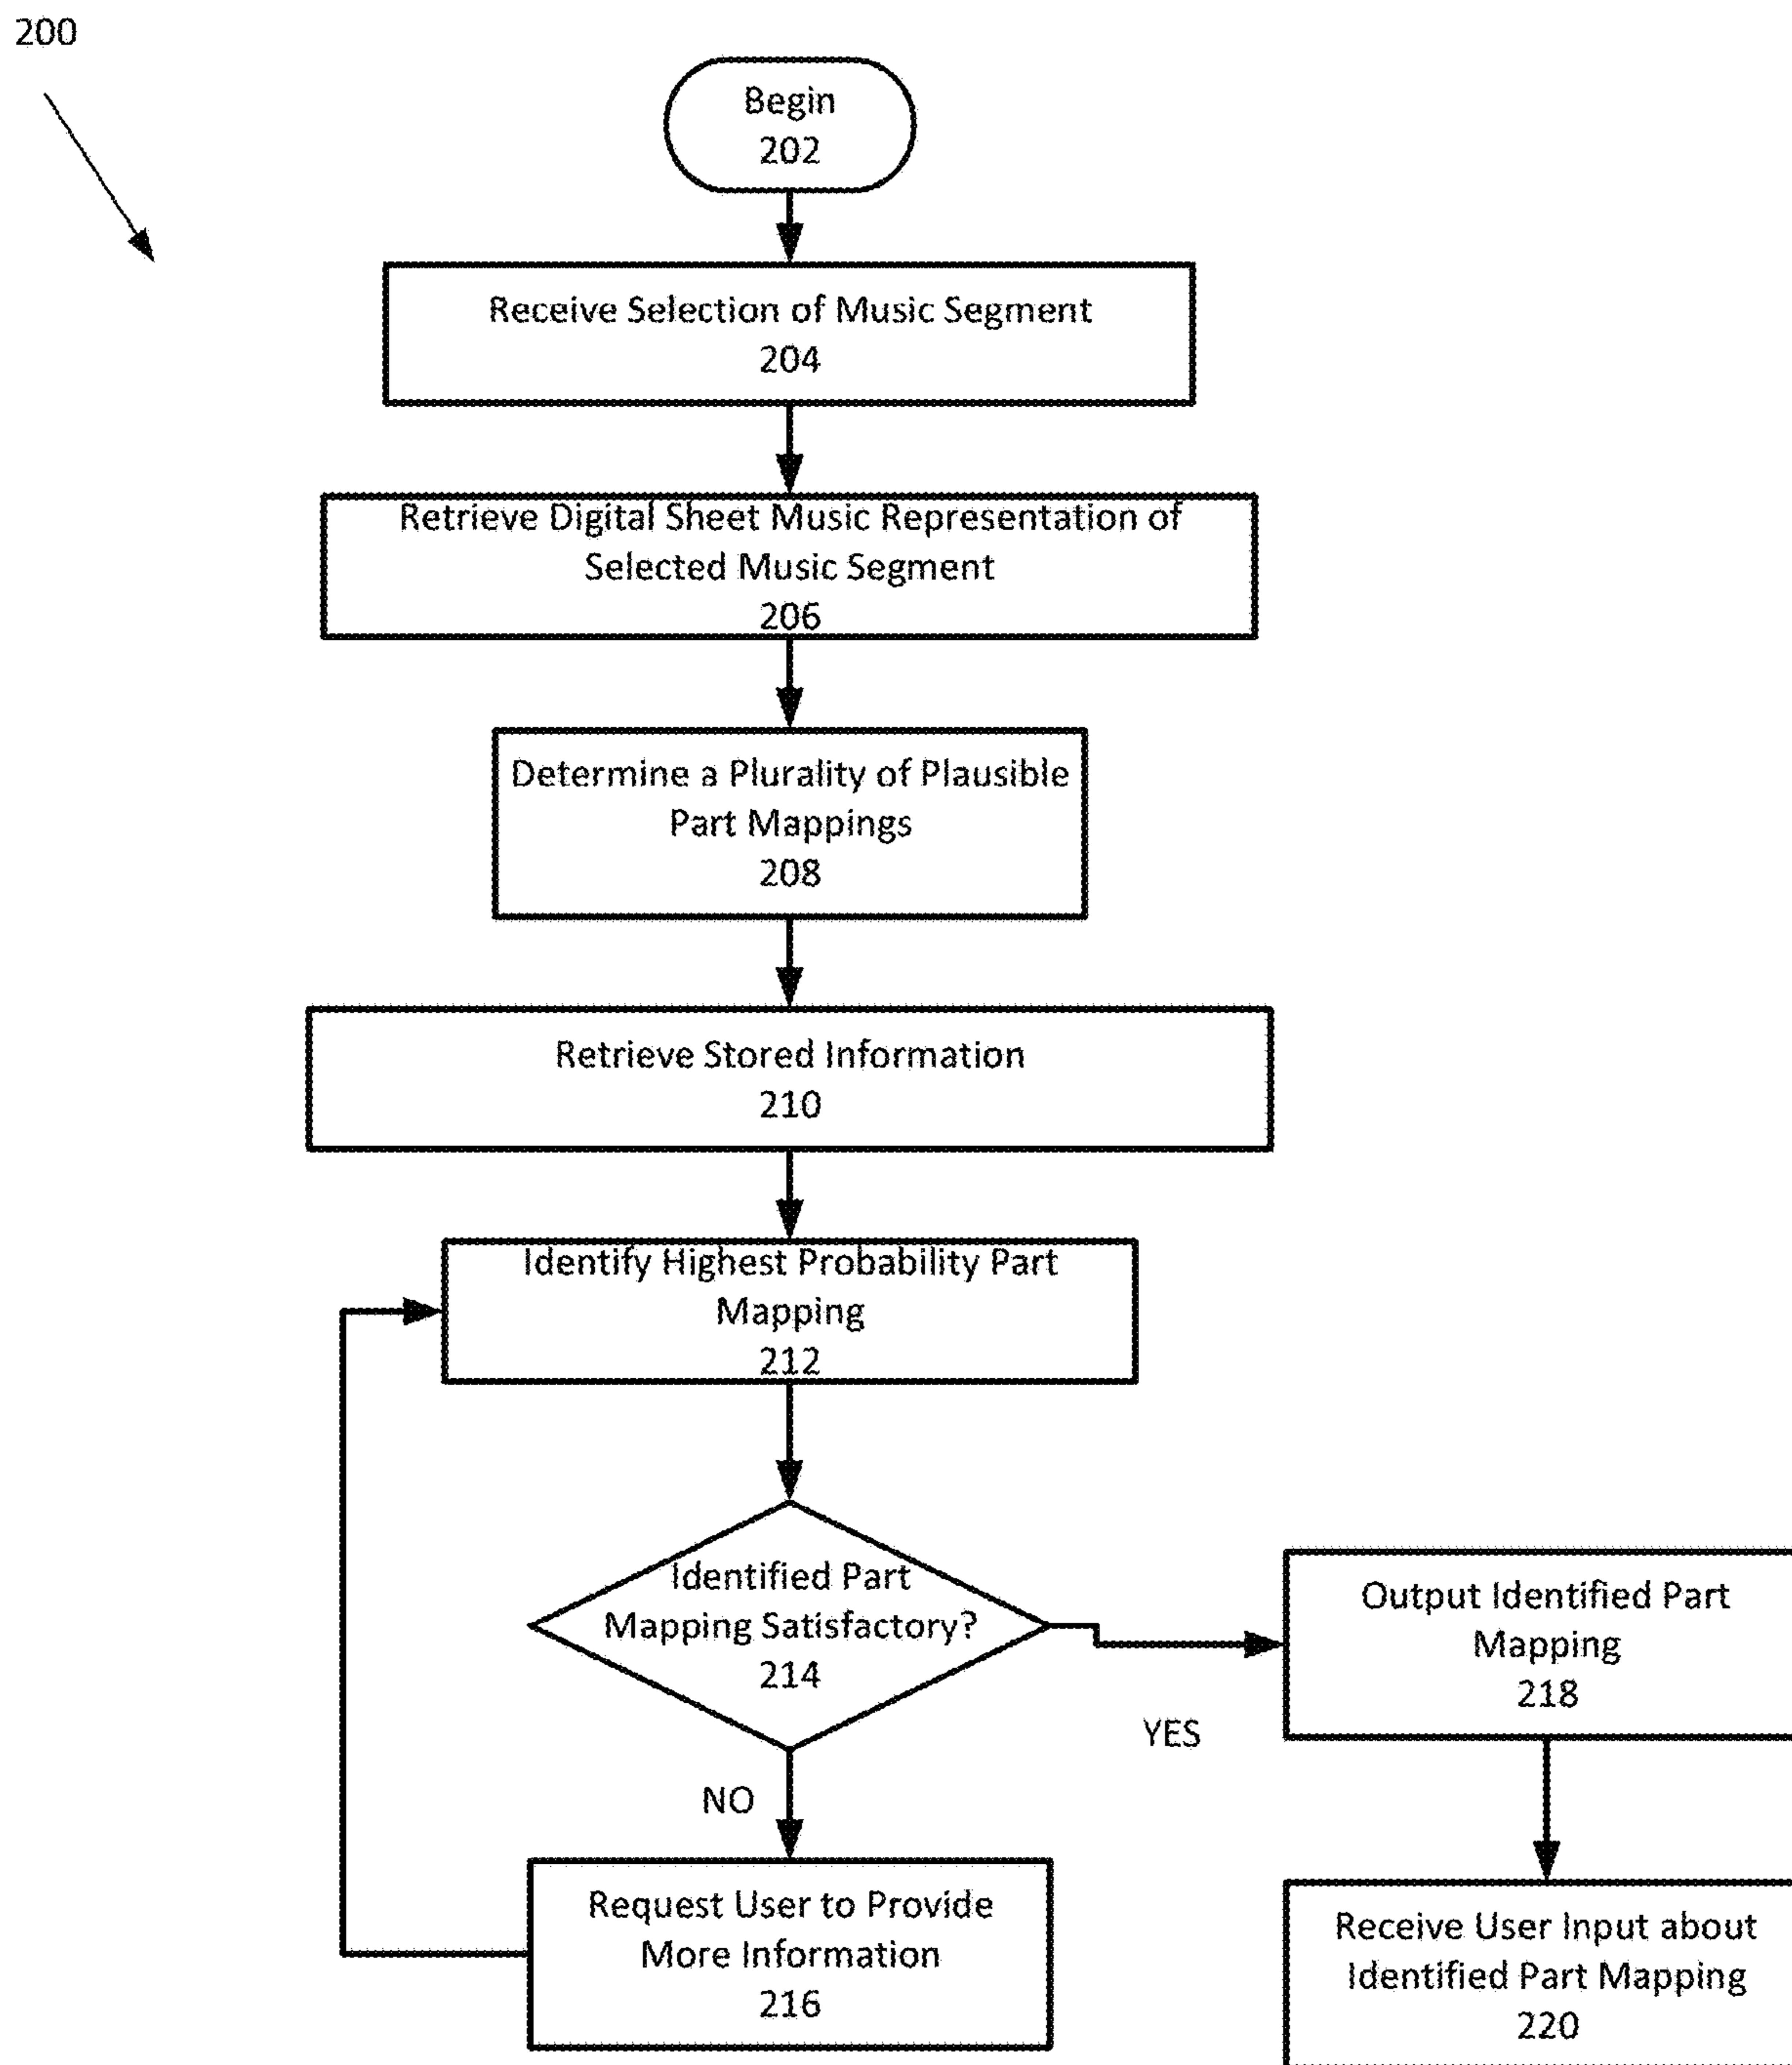 200
Begin
202
Receive Selection of Music Segment
204
Retrieve Digital Sheet Music Representation of
Selected Music Segment
206
Determine a Plurality of Plausible
Part Mappings
208
Retrieve Stored Information
210
Identify Highest Probability Part
Mapping
212
Identified Part
Mapping Satisfactory?
214
YES
NO
Output Identified Part
Mapping
218
Request User to Provide
More Information
216
Receive User Input about
Identified Part Mapping
220